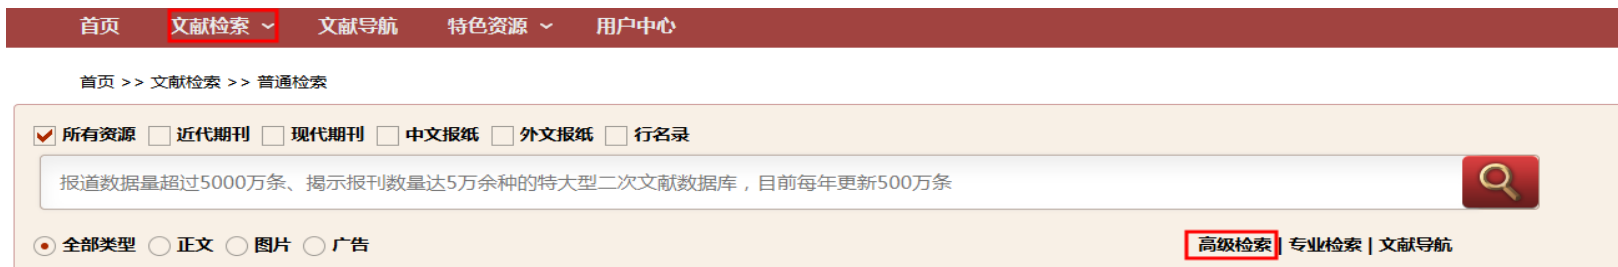 首页 文献检索 文献导航 特色资源 用户中心
首页 >> 文献检索 >> 普通检索
所有资源 近代期刊 现代期刊 中文报纸 外文报纸 行名录
报道数据量超过5000万条、揭示报刊数量达5万余种的特大型二次文献数据库，目前每年更新500万条
全部类型 正文 图片 广告 高级检索 | 专业检索 | 文献导航